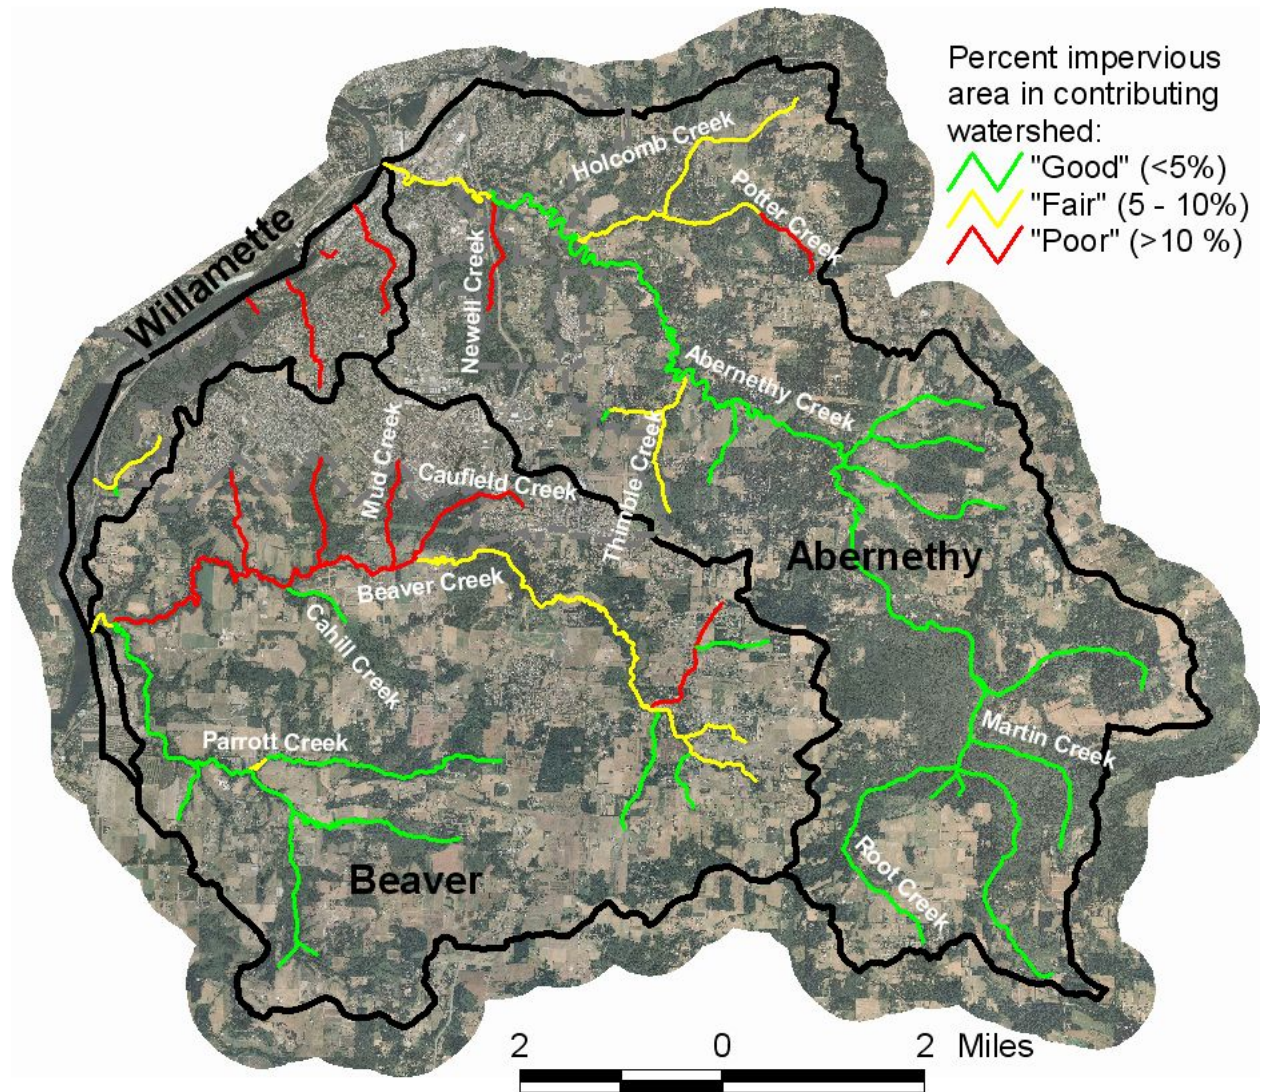 Percent impervious
area in contributing
watershed:
"Good" (<5%)
"Fair" (5 - 10%)
"Poor" (>10 %)
Holcomb Creek
Potter Creek
Willamette
Newell Creek
Abernethy Creek
Mud Creek
Caufield Creek
Thimble Creek
Abernethy
Beaver Creek
Cahill Creek
Martin Creek
Parrott Creek
Root Creek
Beaver
2 0 2 Miles